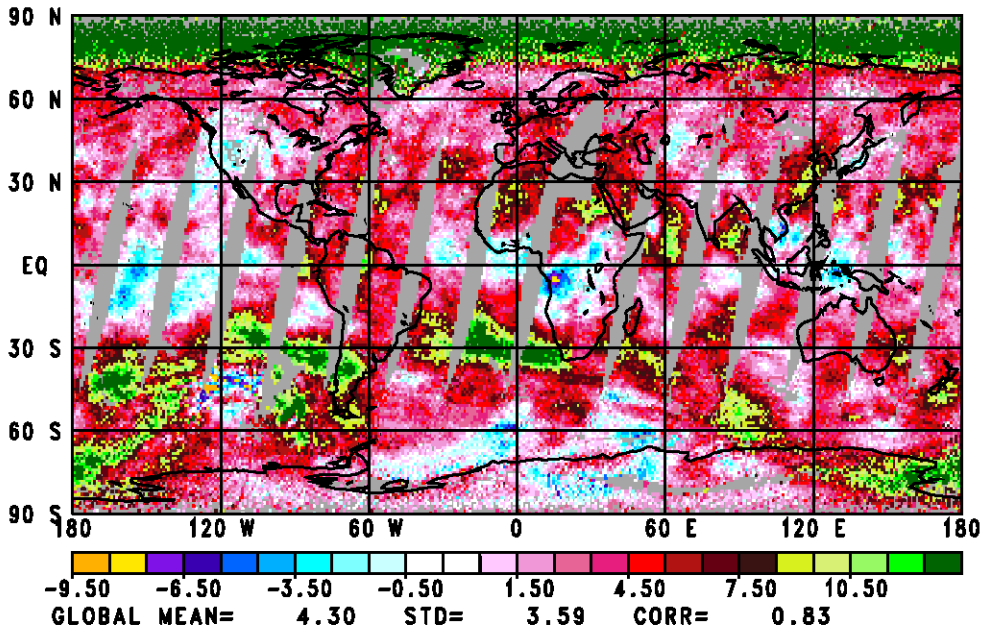 90 N
60 N
30 N
EQ
30 S
60 S
90 S
180 120 W 60 W 0 60 E 120 E 180
-9.50 -6.50 -3.50 -0.50 1.50 4.50 7.50 10.50
GLOBAL MEAN= 4.30 STD= 3.59 CORR= 0.83